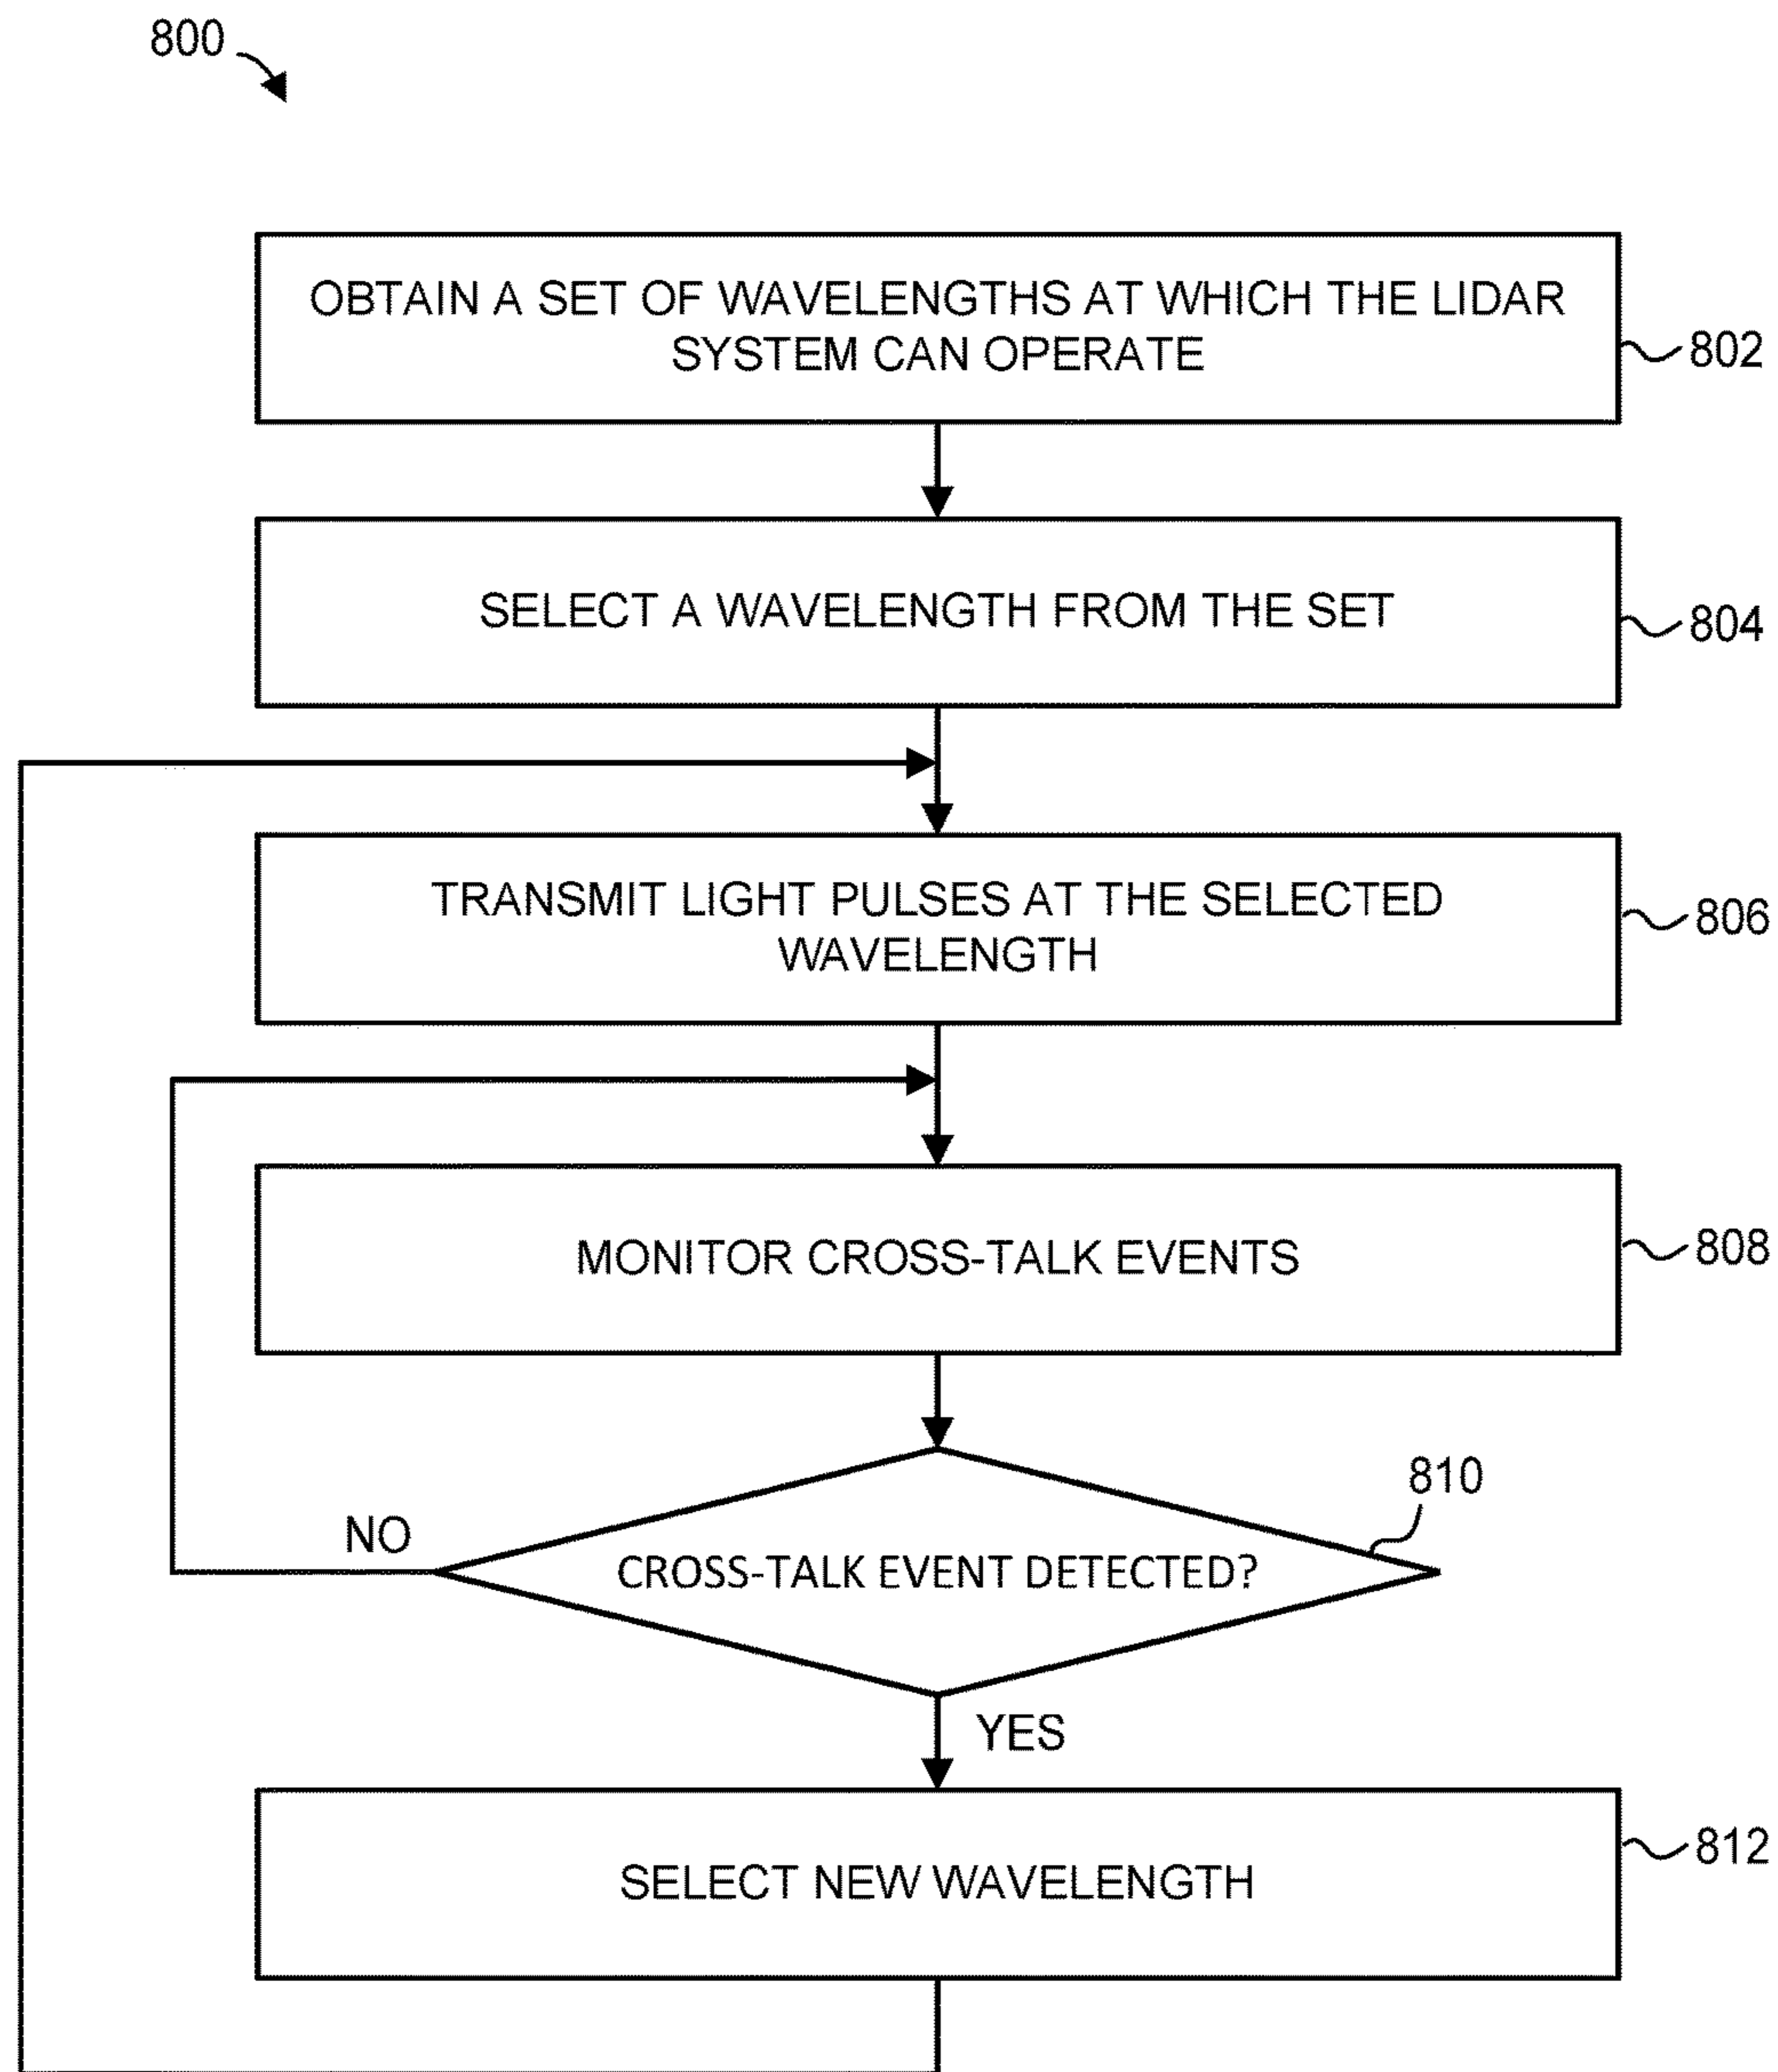 800
OBTAIN A SET OF WAVELENGTHS AT WHICH THE LIDAR
SYSTEM CAN OPERATE
802
SELECT A WAVELENGTH FROM THE SET
804
TRANSMIT LIGHT PULSES AT THE SELECTED
WAVELENGTH
806
MONITOR CROSS-TALK EVENTS
808
810
NO
CROSS-TALK EVENT DETECTED?
YES
SELECT NEW WAVELENGTH
812